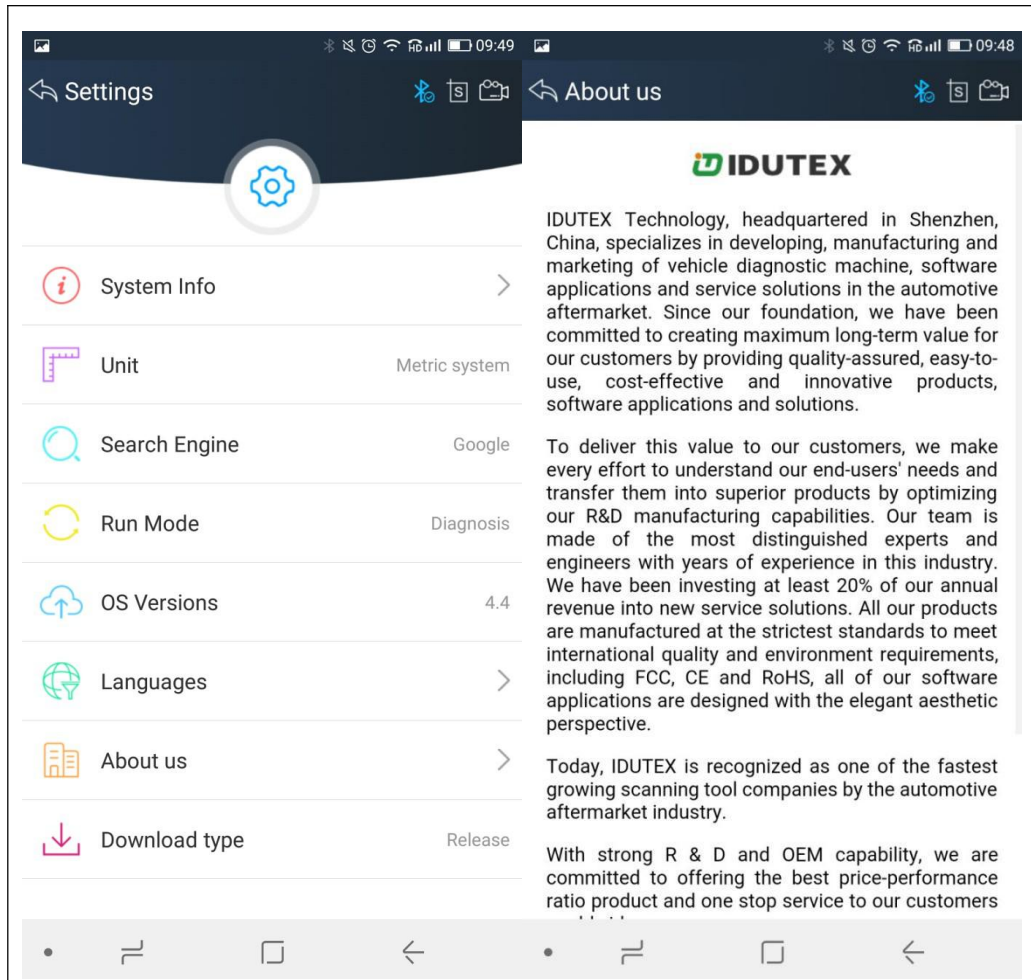 09:49
Settings
System Info
Unit
Metric system
Search Engine
Google
Run Mode
Diagnosis
OS Versions
4.4
Languages
About us
Download type
Release
09:48
About us
IDUTEX
IDUTEX Technology, headquartered in Shenzhen,
China, specializes in developing, manufacturing and
marketing of vehicle diagnostic machine, software
applications and service solutions in the automotive
aftermarket. Since our foundation, we have been
committed to creating maximum long-term value for
our customers by providing quality-assured, easy-to-
use, cost-effective and innovative products,
software applications and solutions.
To deliver this value to our customers, we make
every effort to understand our end-users' needs and
transfer them into superior products by optimizing
our R&D manufacturing capabilities. Our team is
made of the most distinguished experts and
engineers with years of experience in this industry.
We have been investing at least 20% of our annual
revenue into new service solutions. All our products
are manufactured at the strictest standards to meet
international quality and environment requirements,
including FCC, CE and RoHS, all of our software
applications are designed with the elegant aesthetic
perspective.
Today, IDUTEX is recognized as one of the fastest
growing scanning tool companies by the automotive
aftermarket industry.
With strong R & D and OEM capability, we are
committed to offering the best price-performance
ratio product and one stop service to our customers